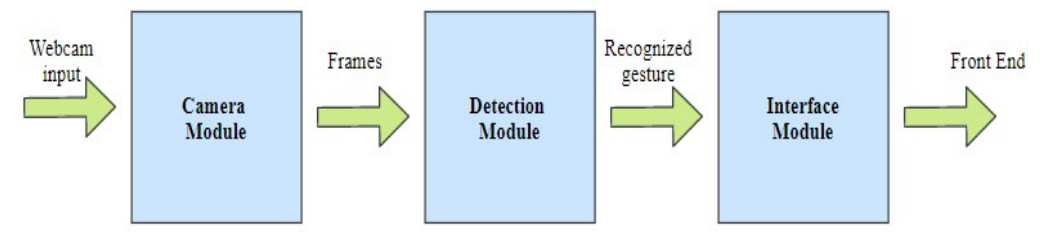 Webcam
input
Camera
Module
Frames
Detection
Module
Recognized
gesture
Interface
Module
Front End